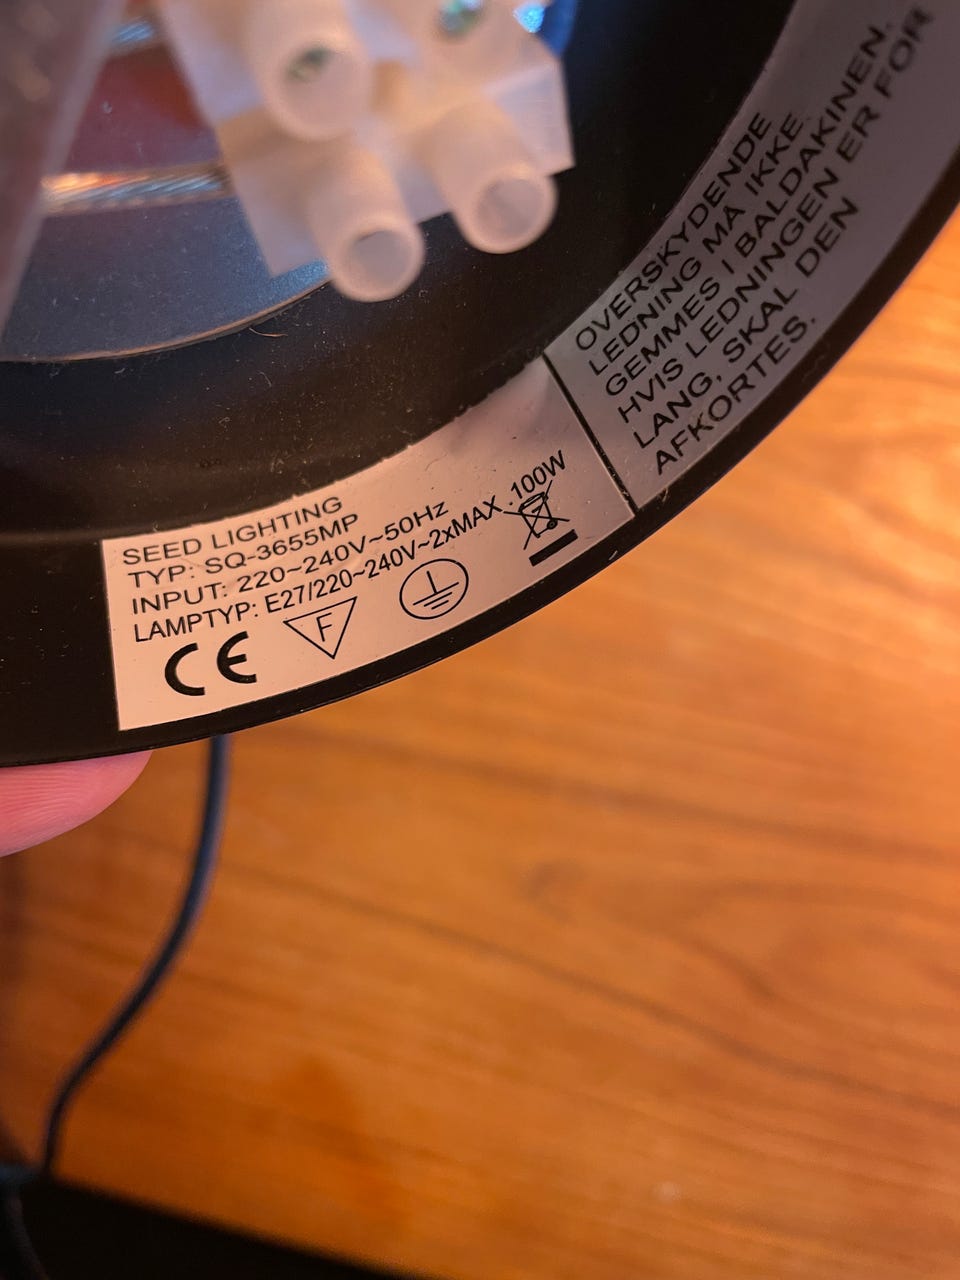 SEED LIGHTING
TYP: SQ-3655MP
INPUT: 220~240V~50Hz
LAMPTYP: E27/220~240V~2xMAX.100W
CE
F
OVERSKYDENDE
LEDNING MÅ IKKE
GEMMES I BALDAKINEN.
HVIS LEDNINGEN ER FOR
LANG, SKAL DEN
AFKORTES.